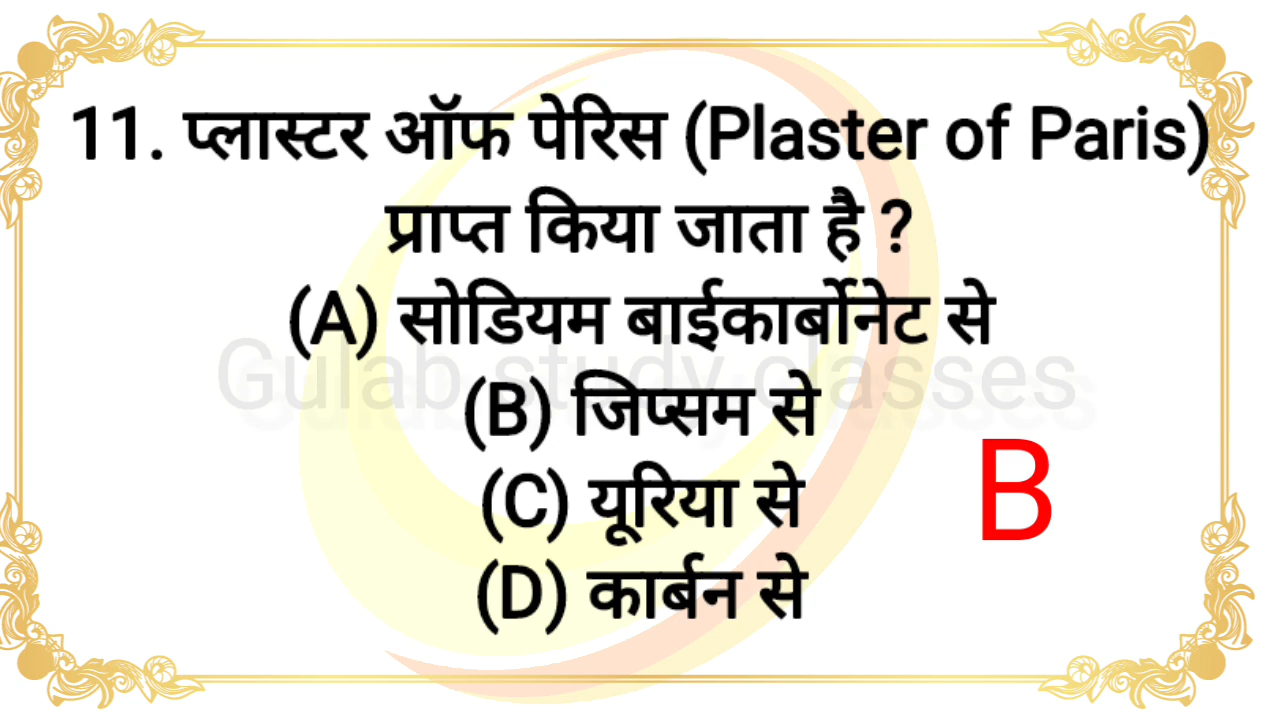 11. प्लास्टर ऑफ पेरिस (Plaster of Paris)
प्राप्त किया जाता है ?
(A) सोडियम बाईकार्बोनेट से
Gulab study classes
(B) जिप्सम से
(C) यूरिया से
B
(D) कार्बन से